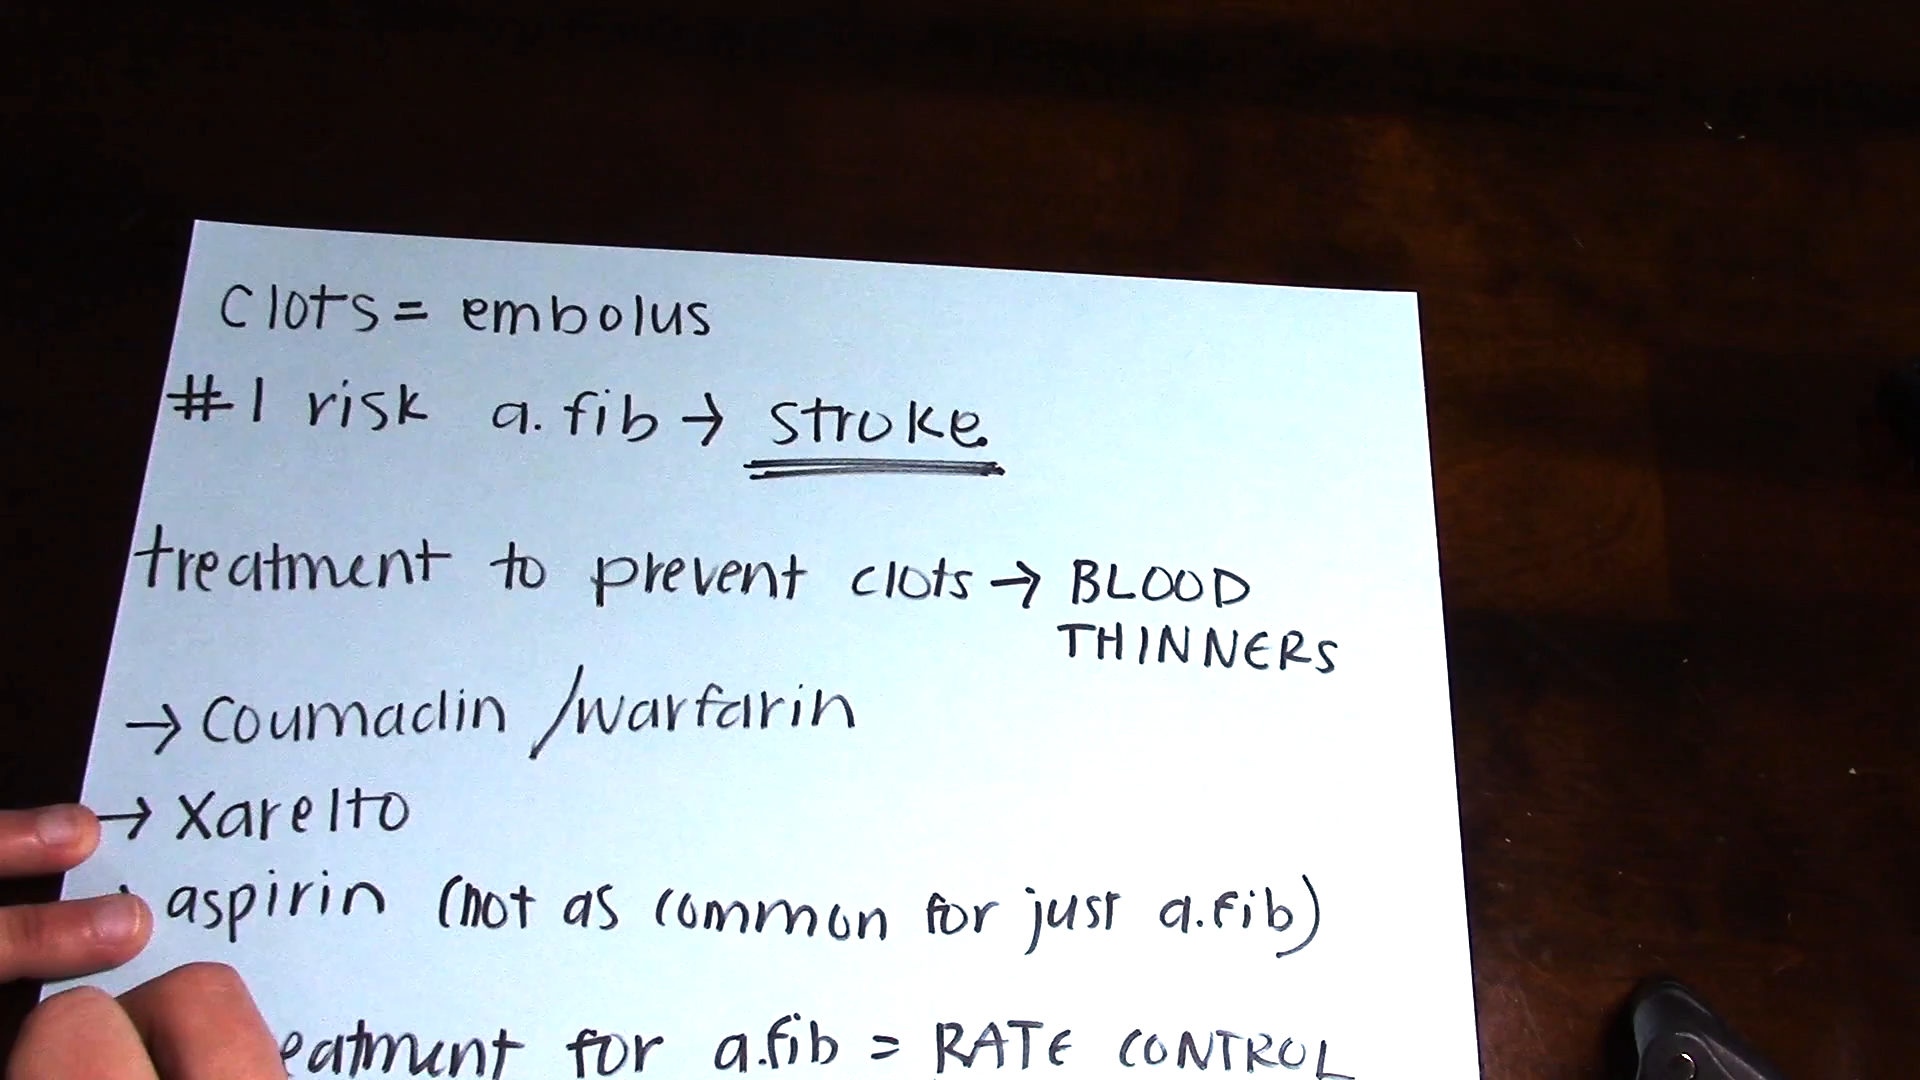 clots = embolus
#1 risk a.fib → stroke
treatment to prevent clots → BLOOD
THINNERS
→ Coumadin / warfarin
→ Xarelto
aspirin (not as common for just a.fib)
for a.fib = RATE CONTROL